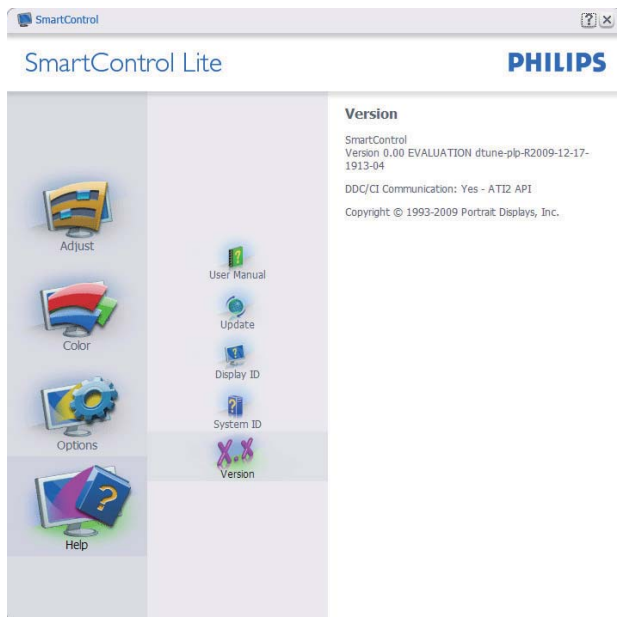 SmartControl
? ×
SmartControl Lite
PHILIPS
Adjust
Color
Options
?
Help
?
User Manual
Update
?
Display ID
?
System ID
X.X
Version
Version
SmartControl
Version 0.00 EVALUATION dtune-plp-R2009-12-17-
1913-04
DDC/CI Communication: Yes - ATI2 API
Copyright © 1993-2009 Portrait Displays, Inc.